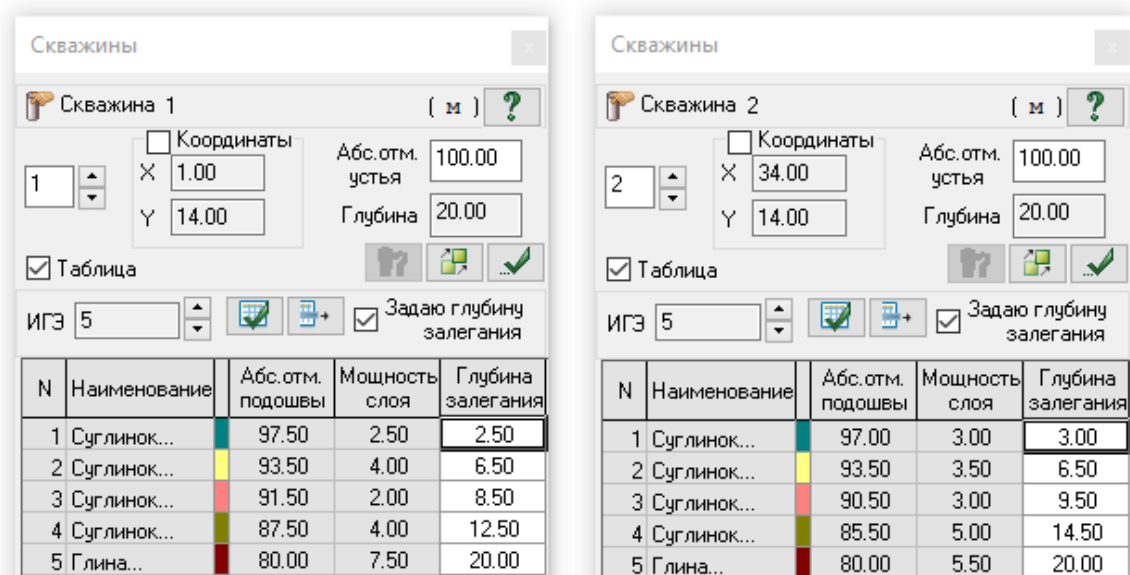 Скважины x
Скважина 1 ( м ) ?
Координаты
1 X 1.00 Абс.отм. устья 100.00
Y 14.00 Глубина 20.00
Таблица
ИГЭ 5 Задаю глубину залегания
N Наименование Абс.отм. подошвы Мощность слоя Глубина залегания
1 Суглинок... 97.50 2.50 2.50
2 Суглинок... 93.50 4.00 6.50
3 Суглинок... 91.50 2.00 8.50
4 Суглинок... 87.50 4.00 12.50
5 Глина... 80.00 7.50 20.00
Скважины x
Скважина 2 ( м ) ?
Координаты
2 X 34.00 Абс.отм. устья 100.00
Y 14.00 Глубина 20.00
Таблица
ИГЭ 5 Задаю глубину залегания
N Наименование Абс.отм. подошвы Мощность слоя Глубина залегания
1 Суглинок... 97.00 3.00 3.00
2 Суглинок... 93.50 3.50 6.50
3 Суглинок... 90.50 3.00 9.50
4 Суглинок... 85.50 5.00 14.50
5 Глина... 80.00 5.50 20.00